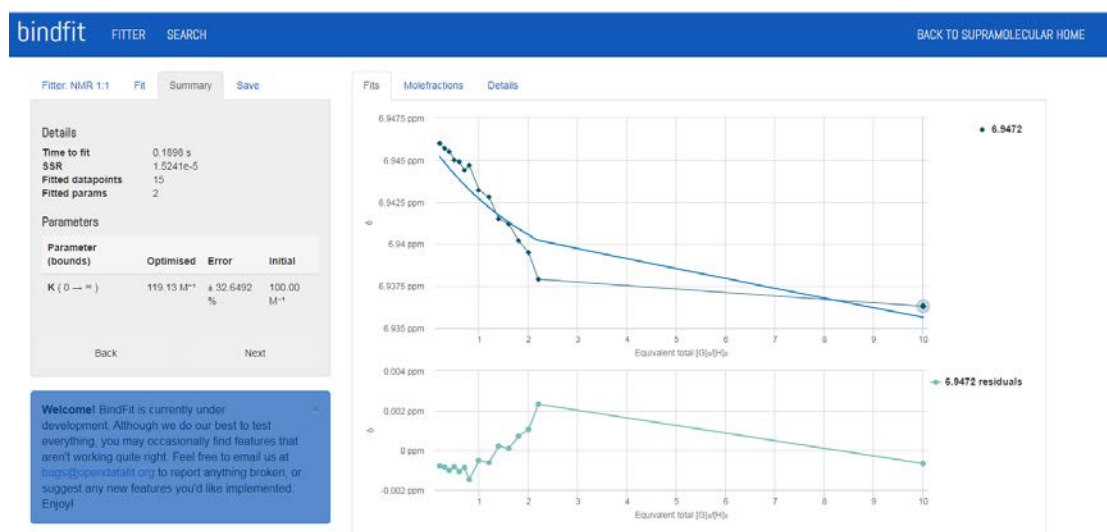 bindfit FITTER SEARCH BACK TO SUPRAMOLECULAR HOME
Fitter: NMR 1:1 Fit Summary Save
Details
Time to fit 0.1898 s
SSR 1.5241e-5
Fitted datapoints 15
Fitted params 2
Parameters
Parameter
(bounds) Optimised Error Initial
K ( 0 → ∞ ) 119.13 M⁻¹ ± 32.6492 100.00
% M⁻¹
Back Next
Welcome! BindFit is currently under ×
development. Although we do our best to test
everything, you may occasionally find features that
aren't working quite right. Feel free to email us at
bugs@opendatafit.org to report anything broken, or
suggest any new features you'd like implemented.
Enjoy!
Fits Molefractions Details
6.9475 ppm
6.945 ppm
6.9425 ppm
6.94 ppm
6.9375 ppm
6.935 ppm
δ
1 2 3 4 5 6 7 8 9 10
Equivalent total [G]₀/[H]₀
6.9472
0.004 ppm
0.002 ppm
0 ppm
-0.002 ppm
δ
1 2 3 4 5 6 7 8 9 10
Equivalent total [G]₀/[H]₀
6.9472 residuals